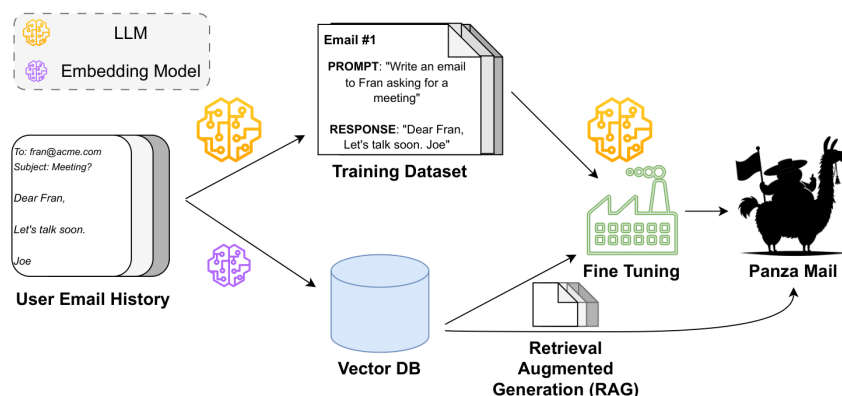 LLM
Embedding Model
To: fran@acme.com
Subject: Meeting?
Dear Fran,
Let's talk soon.
Joe
User Email History
Email #1
PROMPT: "Write an email
to Fran asking for a
meeting"
RESPONSE: "Dear Fran,
Let's talk soon. Joe"
Training Dataset
Vector DB
Retrieval
Augmented
Generation (RAG)
Fine Tuning
Panza Mail